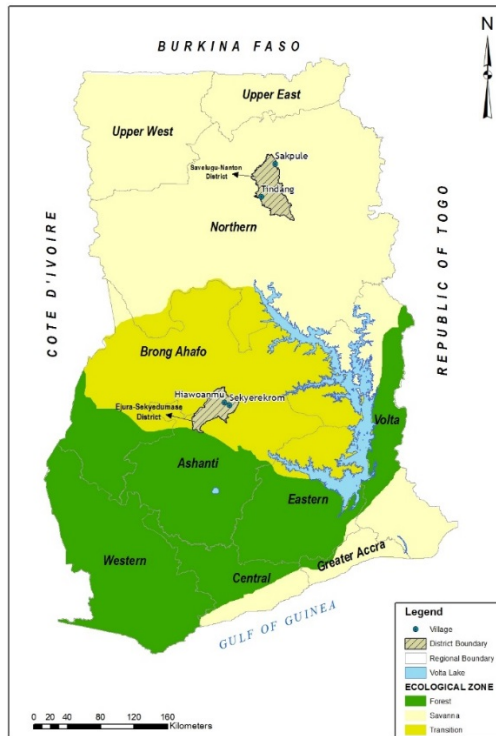 BURKINA FASO
N
Upper East
Upper West
Sakpule
Savelugu-Nanton
District
Tindang
Northern
COTE D'IVOIRE
REPUBLIC OF TOGO
Brong Ahafo
Hiawoanmu
Sekyerekrom
Ejura-Sekyedumase
District
Volta
Ashanti
Eastern
Western
Central
Greater Accra
GULF OF GUINEA
Legend
Village
District Boundary
Regional Boundary
Volta Lake
ECOLOGICAL ZONE
Forest
Savanna
Transition
0 20 40 80 120 160
Kilometers